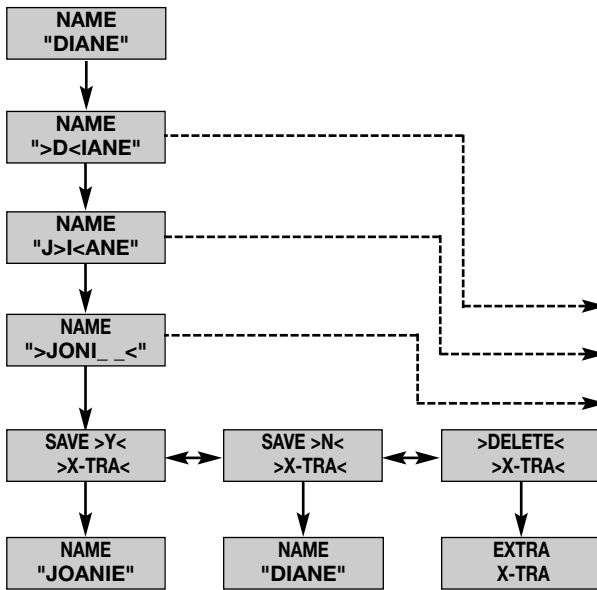 NAME
"DIANE"
NAME
">D<IANE"
NAME
"J>I<ANE"
NAME
">JONI_ _<"
SAVE >Y<
>X-TRA<
SAVE >N<
>X-TRA<
>DELETE<
>X-TRA<
NAME
"JOANIE"
NAME
"DIANE"
EXTRA
X-TRA